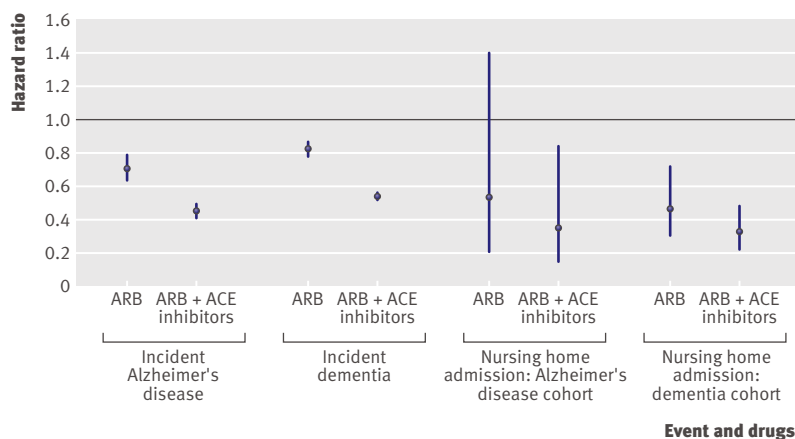 Hazard ratio
1.6
1.4
1.2
1.0
0.8
0.6
0.4
0.2
0
ARB
ARB + ACE
inhibitors
ARB
ARB + ACE
inhibitors
ARB
ARB + ACE
inhibitors
ARB
ARB + ACE
inhibitors
Incident
Alzheimer's
disease
Incident
dementia
Nursing home
admission: Alzheimer's
disease cohort
Nursing home
admission:
dementia cohort
Event and drugs